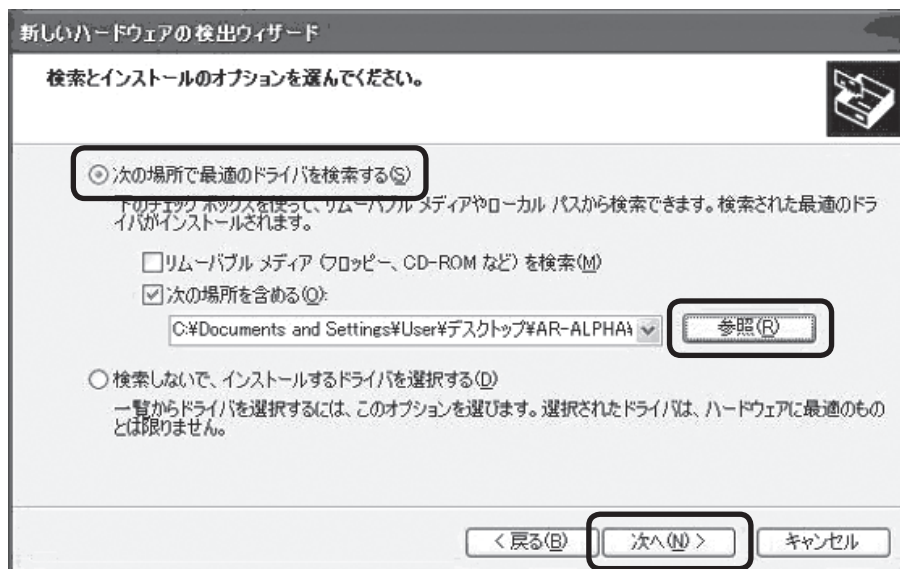 新しいハードウェアの検出ウィザード
検索とインストールのオプションを選んでください。
次の場所で最適のドライバを検索する(S)
下のチェック ボックスを使って、リムーバブル メディアやローカル パスから検索できます。検索された最適のドラ
イバがインストールされます。
リムーバブル メディア (フロッピー、CD-ROM など) を検索(M)
次の場所を含める(O):
C:¥Documents and Settings¥User¥デスクトップ¥AR-ALPHA¥
参照(R)
検索しないで、インストールするドライバを選択する(D)
一覧からドライバを選択するには、このオプションを選びます。選択されたドライバは、ハードウェアに最適のもの
とは限りません。
< 戻る(B)
次へ(N) >
キャンセル